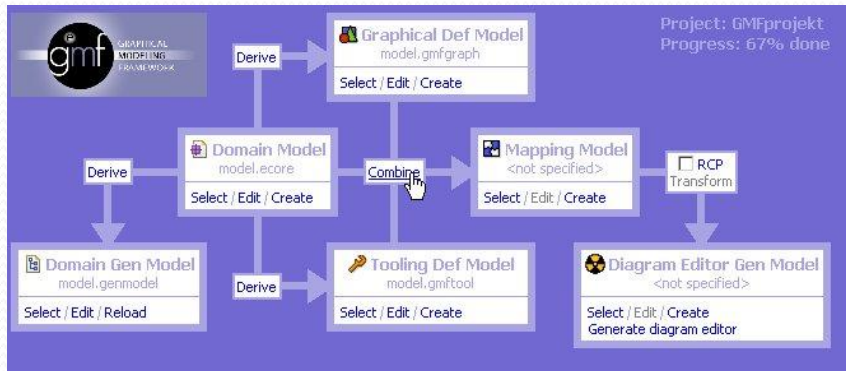 gmf
GRAPHICAL
MODELING
FRAMEWORK
Project: GMFprojekt
Progress: 67% done
Graphical Def Model
model.gmfgraph
Select / Edit / Create
Derive
Domain Model
model.ecore
Select / Edit / Create
Derive
Combine
Mapping Model
<not specified>
Select / Edit / Create
RCP
Transform
Domain Gen Model
model.genmodel
Select / Edit / Reload
Derive
Tooling Def Model
model.gmftool
Select / Edit / Create
Diagram Editor Gen Model
<not specified>
Select / Edit / Create
Generate diagram editor